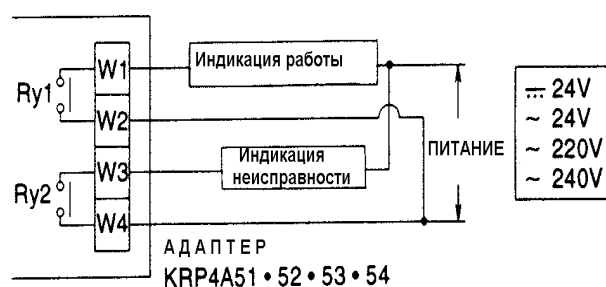 Ry1
W1
W2
Индикация работы
Ry2
W3
W4
Индикация
неисправности
ПИТАНИЕ
⎓ 24V
~ 24V
~ 220V
~ 240V
АДАПТЕР
KRP4A51 • 52 • 53 • 54